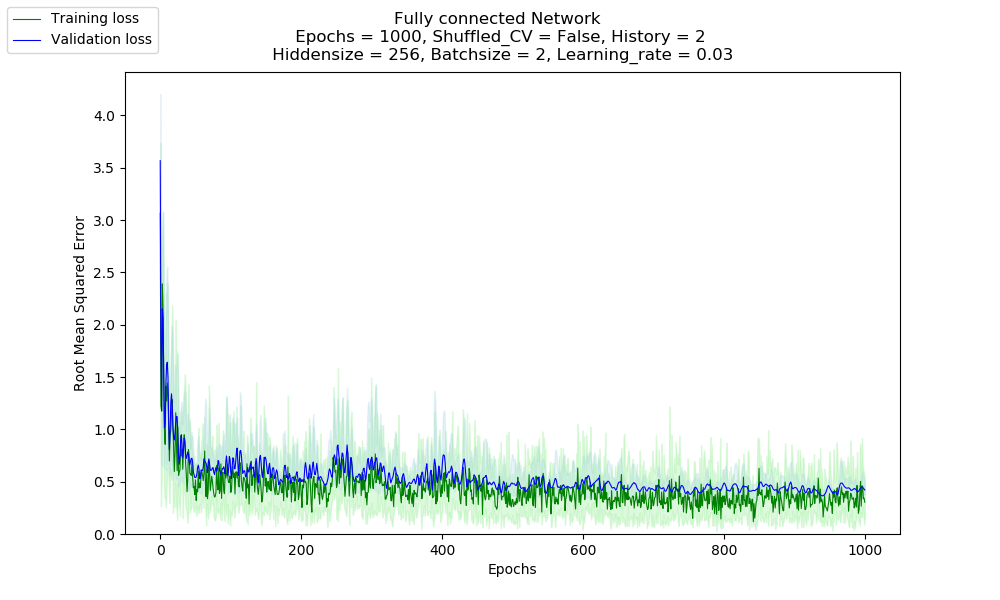 Training loss
Validation loss
Fully connected Network
Epochs = 1000, Shuffled_CV = False, History = 2
Hiddensize = 256, Batchsize = 2, Learning_rate = 0.03
Root Mean Squared Error
4.0
3.5
3.0
2.5
2.0
1.5
1.0
0.5
0.0
0 200 400 600 800 1000
Epochs